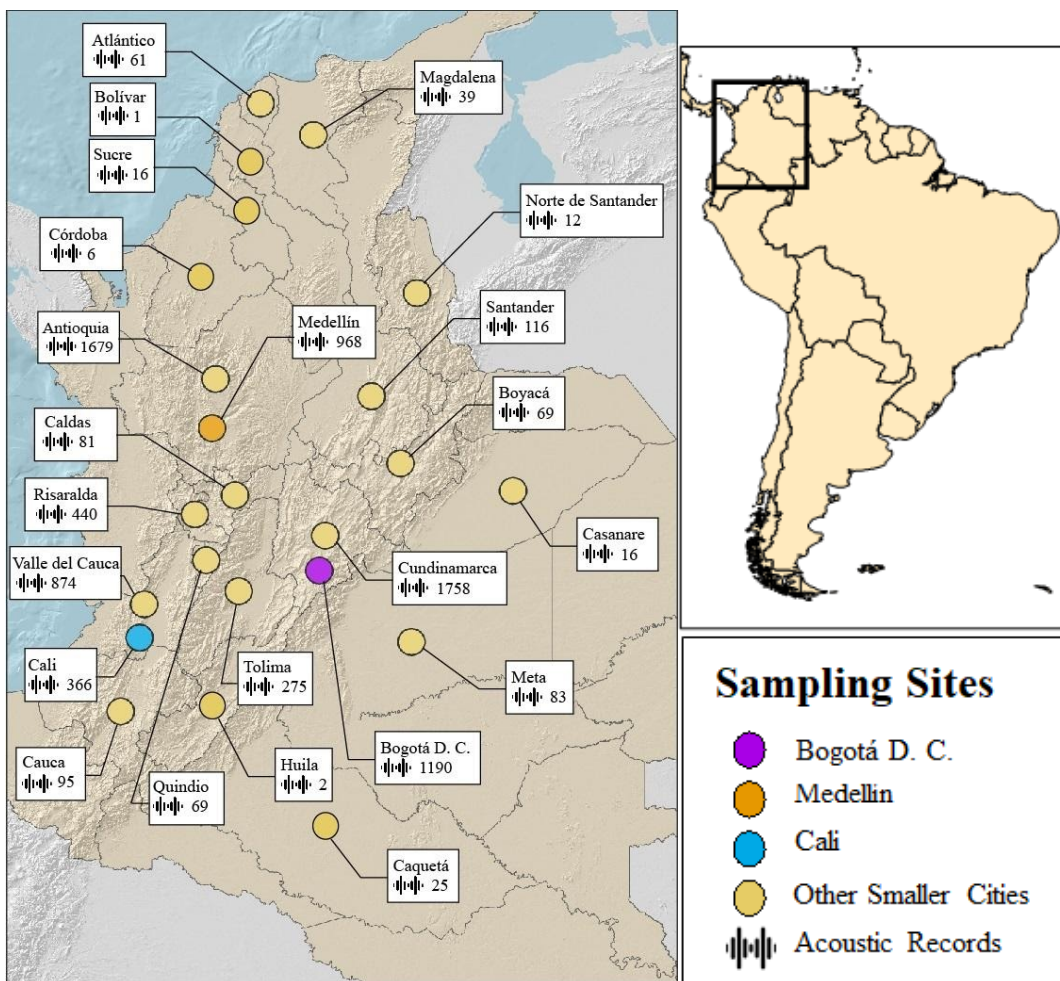 Atlántico
61
Bolívar
1
Sucre
16
Magdalena
39
Norte de Santander
12
Córdoba
6
Santander
116
Antioquia
1679
Medellín
968
Boyacá
69
Caldas
81
Risaralda
440
Casanare
16
Valle del Cauca
874
Cundinamarca
1758
Cali
366
Tolima
275
Meta
83
Cauca
95
Quindio
69
Huila
2
Bogotá D. C.
1190
Caquetá
25
Sampling Sites
Bogotá D. C.
Medellin
Cali
Other Smaller Cities
Acoustic Records